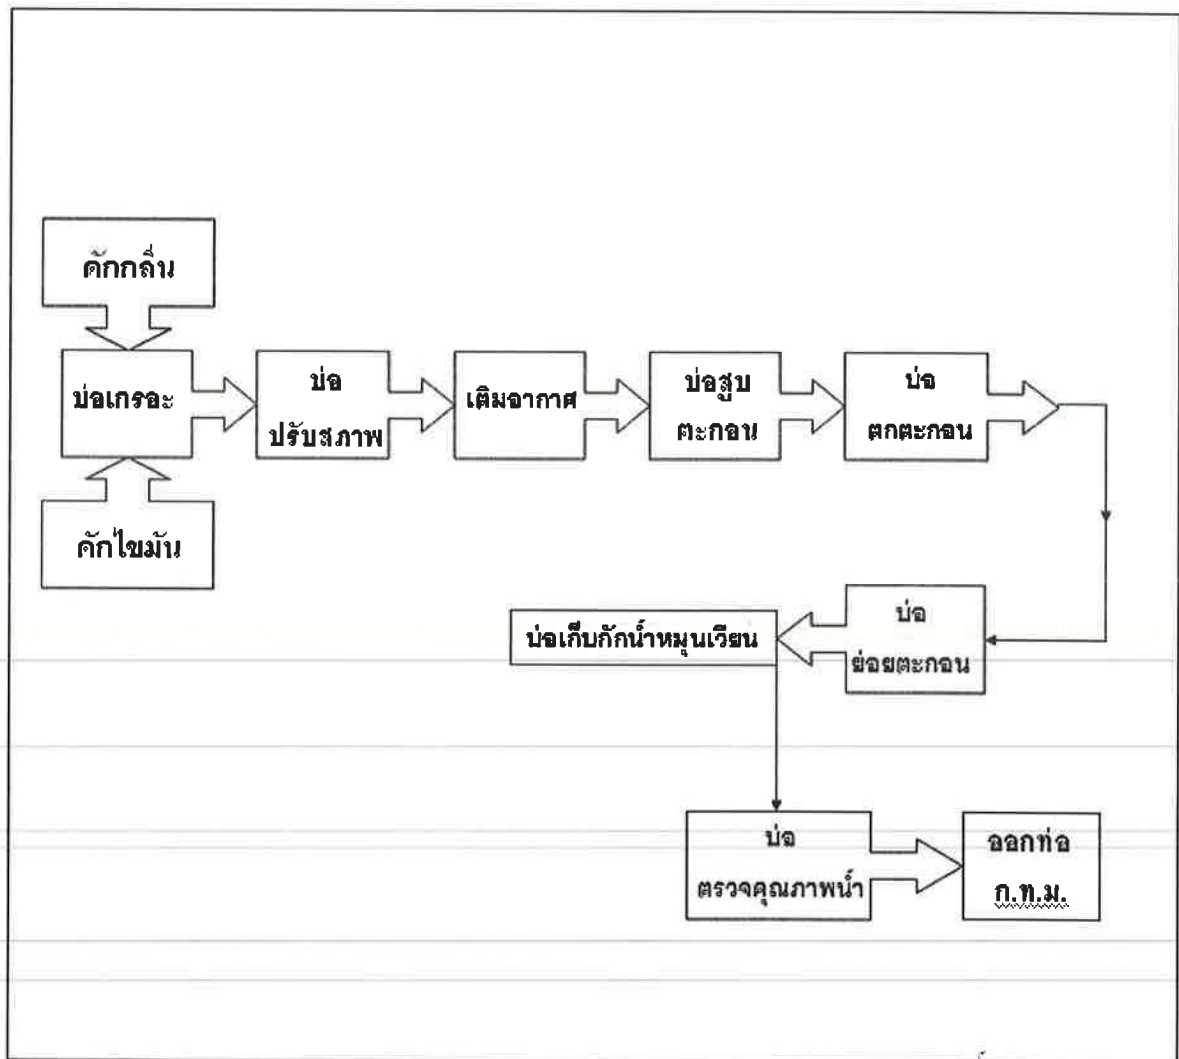 ดักกลิ่น
บ่อเกรอะ
ดักไขมัน
บ่อ
ปรับสภาพ
เติมอากาศ
บ่อสูบ
ตะกอน
บ่อ
ตกตะกอน
บ่อ
ย่อยตะกอน
บ่อเก็บกักน้ำหมุนเวียน
บ่อ
ตรวจคุณภาพน้ำ
ออกท่อ
ก.ท.ม.